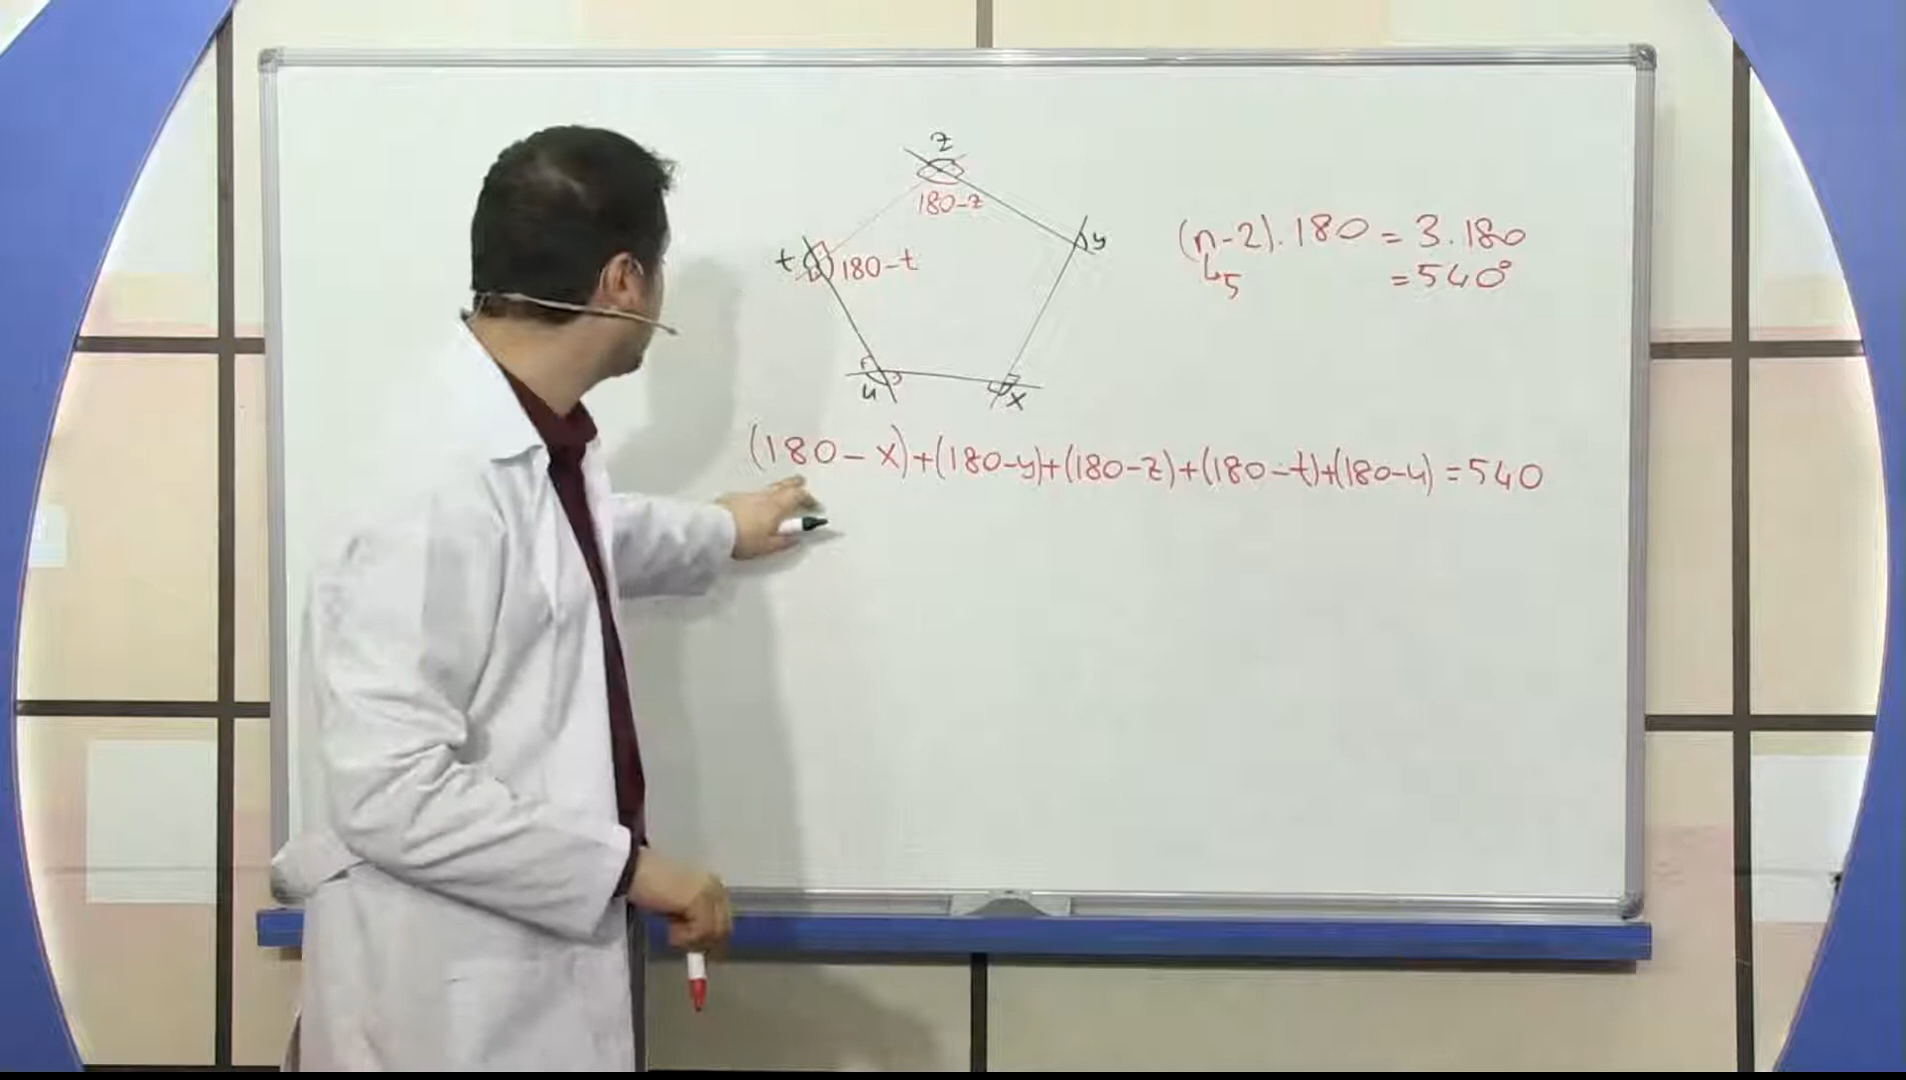 z
180-z
y
t
180-t
u
x
(n-2).180 = 3.180
5
=540°
(180-x)+(180-y)+(180-z)+(180-t)+(180-u)=540